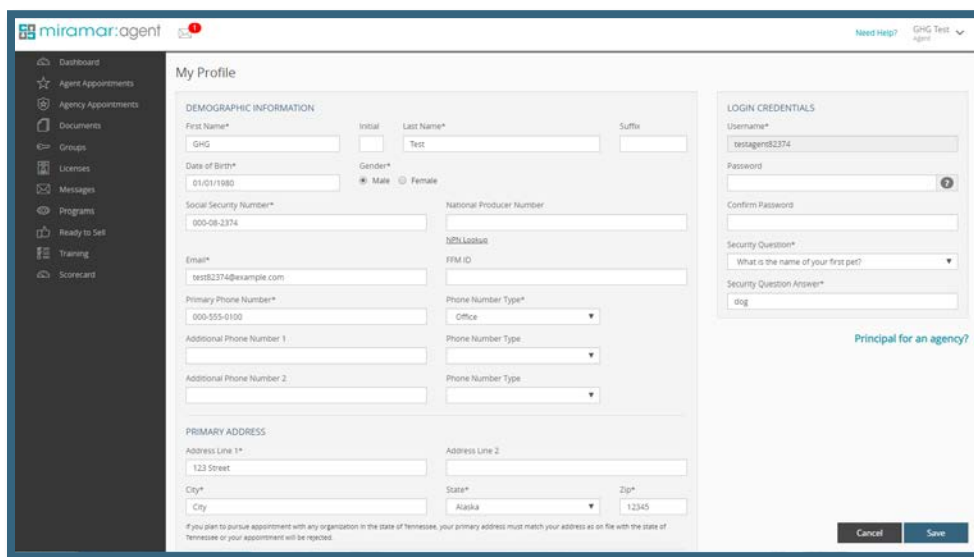 miramar:agent
1
Need Help?
GHG Test
Agent
Dashboard
Agent Appointments
Agency Appointments
Documents
Groups
Licenses
Messages
Programs
Ready to Sell
Training
Scorecard
My Profile
DEMOGRAPHIC INFORMATION
First Name* Initial Last Name* Suffix
GHG Test
Date of Birth* Gender*
01/01/1980 Male Female
Social Security Number* National Producer Number
000-08-2374
NPN Lookup
Email* FFM ID
test82374@example.com
Primary Phone Number* Phone Number Type*
000-555-0100 Office
Additional Phone Number 1 Phone Number Type
Additional Phone Number 2 Phone Number Type
PRIMARY ADDRESS
Address Line 1* Address Line 2
123 Street
City* State* Zip*
City Alaska 12345
If you plan to pursue appointment with any organization in the state of Tennessee, your primary address must match your address as on file with the state of
Tennessee or your appointment will be rejected.
LOGIN CREDENTIALS
Username*
testagent82374
Password
?
Confirm Password
Security Question*
What is the name of your first pet?
Security Question Answer*
dog
Principal for an agency?
Cancel Save